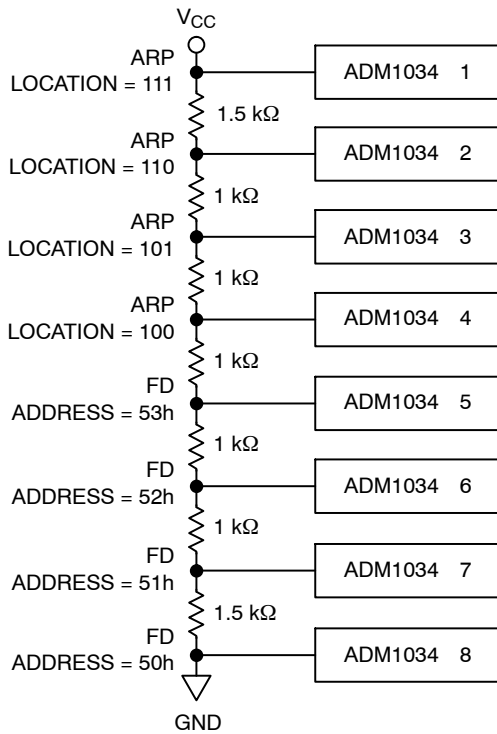 VCC
ARP
LOCATION = 111
ADM1034 1
1.5 kΩ
ARP
LOCATION = 110
ADM1034 2
1 kΩ
ARP
LOCATION = 101
ADM1034 3
1 kΩ
ARP
LOCATION = 100
ADM1034 4
1 kΩ
FD
ADDRESS = 53h
ADM1034 5
1 kΩ
FD
ADDRESS = 52h
ADM1034 6
1 kΩ
FD
ADDRESS = 51h
ADM1034 7
1.5 kΩ
FD
ADDRESS = 50h
ADM1034 8
GND